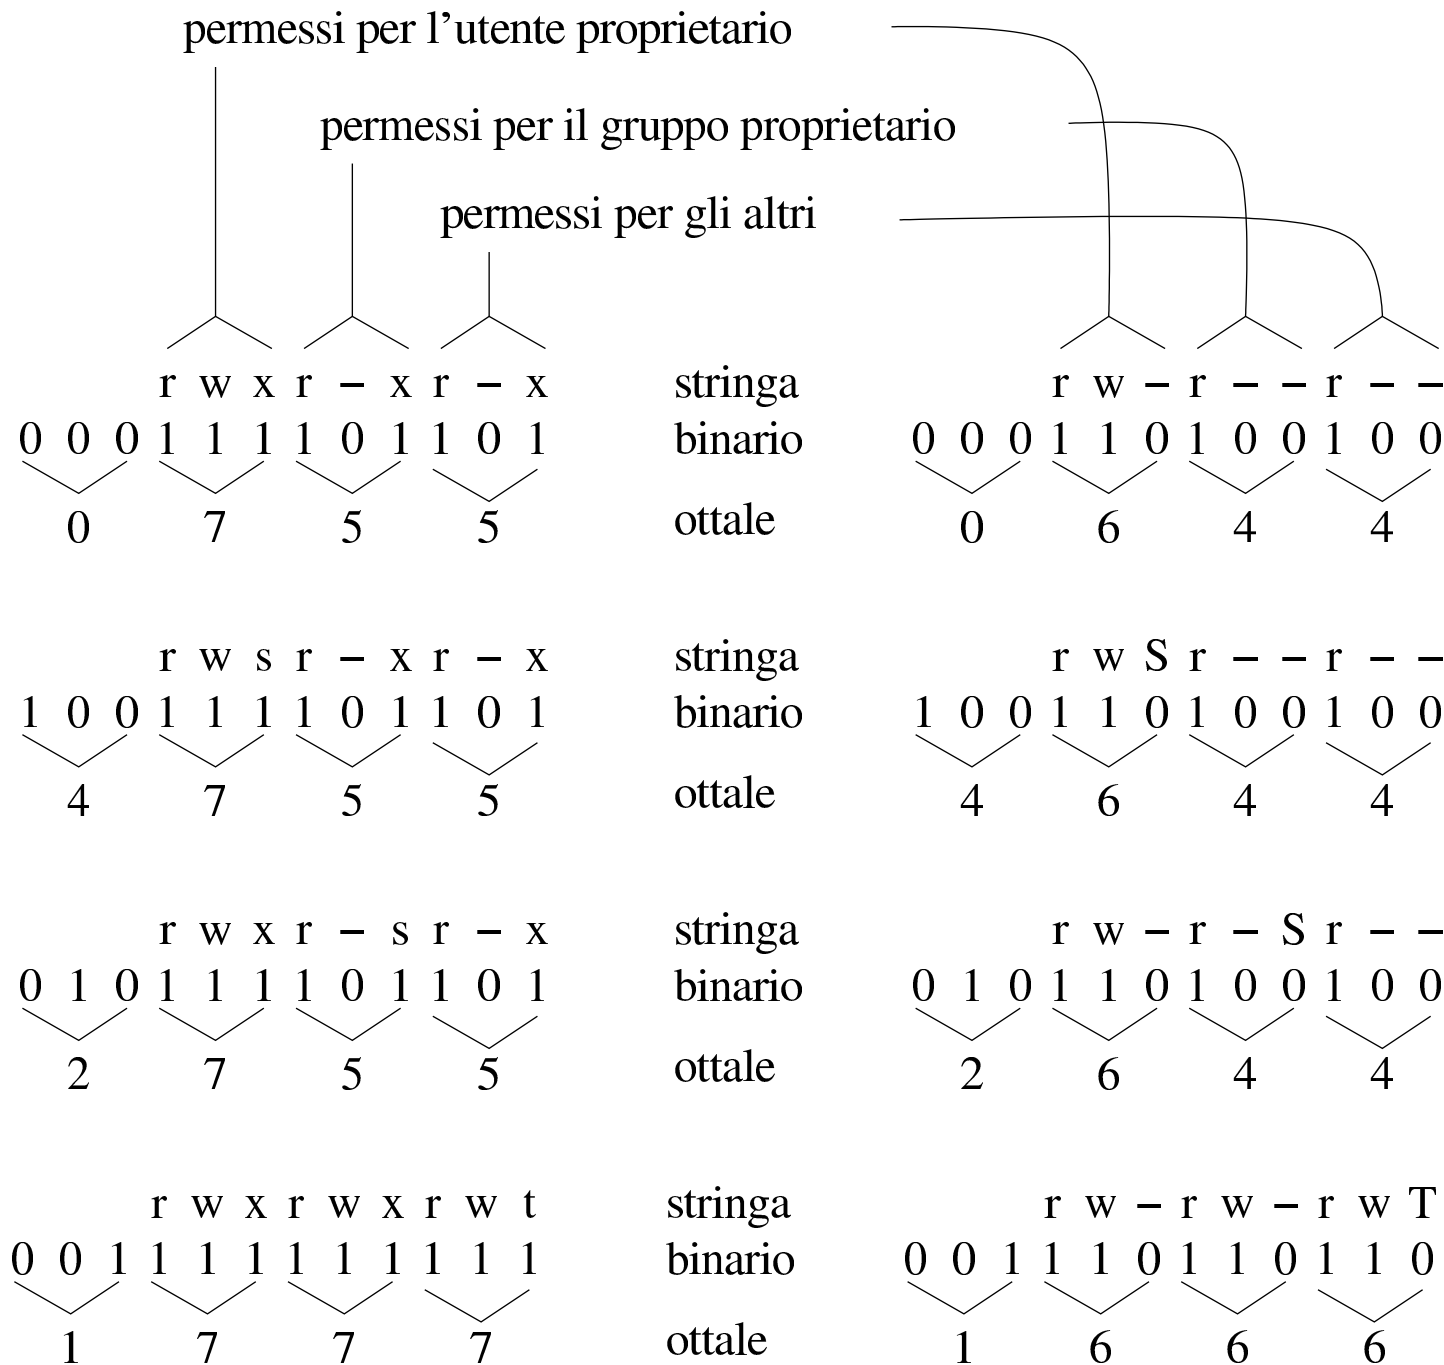 permessi per l’utente proprietario
permessi per il gruppo proprietario
permessi per gli altri
r w x r – x r – x stringa r w – r – – r – –
0 0 0 1 1 1 1 0 1 1 0 1 binario 0 0 0 1 1 0 1 0 0 1 0 0
0 7 5 5 ottale 0 6 4 4
r w s r – x r – x stringa r w S r – – r – –
1 0 0 1 1 1 1 0 1 1 0 1 binario 1 0 0 1 1 0 1 0 0 1 0 0
4 7 5 5 ottale 4 6 4 4
r w x r – s r – x stringa r w – r – S r – –
0 1 0 1 1 1 1 0 1 1 0 1 binario 0 1 0 1 1 0 1 0 0 1 0 0
2 7 5 5 ottale 2 6 4 4
r w x r w x r w t stringa r w – r w – r w T
0 0 1 1 1 1 1 1 1 1 1 1 binario 0 0 1 1 1 0 1 1 0 1 1 0
1 7 7 7 ottale 1 6 6 6